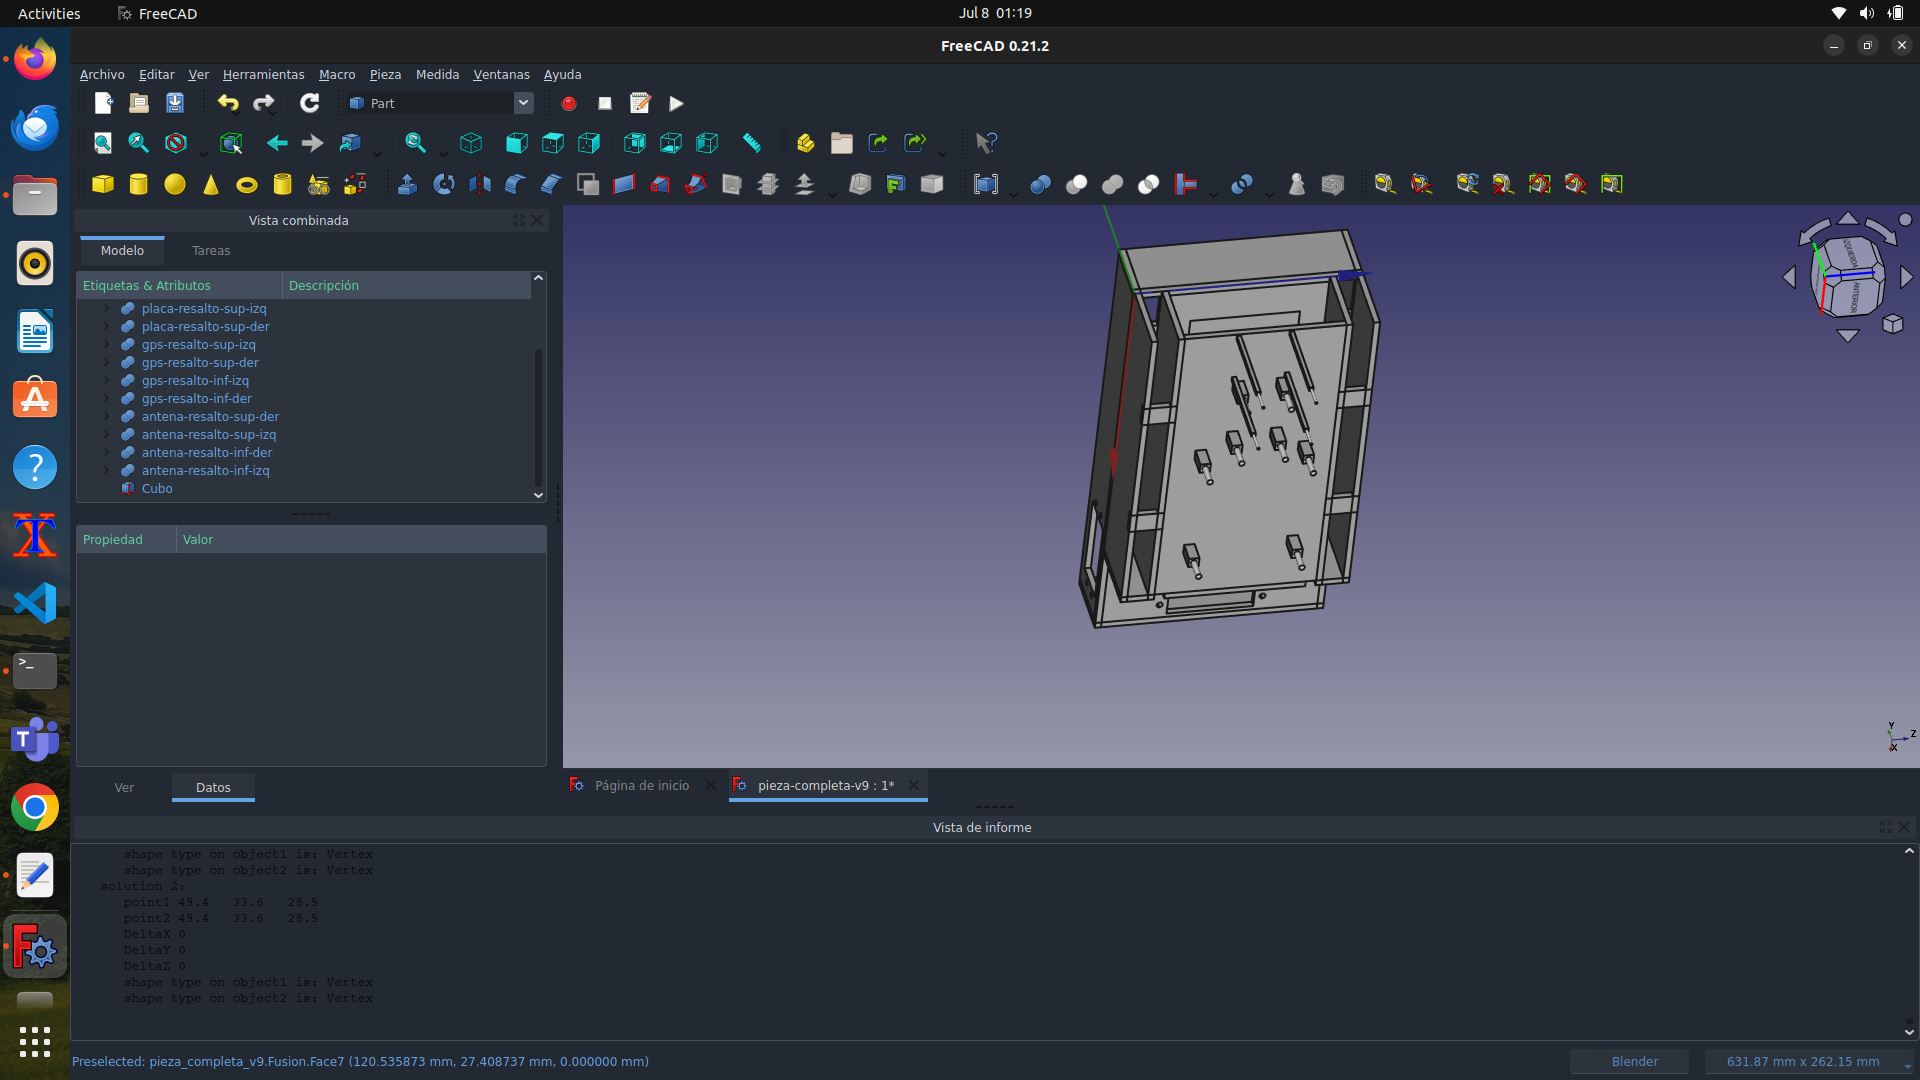 Activities
FreeCAD
Jul 8 01:19
FreeCAD 0.21.2
Archivo Editar Ver Herramientas Macro Pieza Medida Ventanas Ayuda
Part
Vista combinada
Modelo Tareas
Etiquetas & Atributos Descripción
placa-resalto-sup-izq
placa-resalto-sup-der
gps-resalto-sup-izq
gps-resalto-sup-der
gps-resalto-inf-izq
gps-resalto-inf-der
antena-resalto-sup-der
antena-resalto-sup-izq
antena-resalto-inf-der
antena-resalto-inf-izq
Cubo
Propiedad Valor
Ver Datos
IZQUIERDA
ANTERIOR
Y
Z
X
Página de inicio
pieza-completa-v9 : 1*
Vista de informe
shape type on object1 is: Vertex
shape type on object2 is: Vertex
solution 2:
point1 49.4 33.6 28.5
point2 49.4 33.6 28.5
DeltaX 0
DeltaY 0
DeltaZ 0
shape type on object1 is: Vertex
shape type on object2 is: Vertex
Preselected: pieza_completa_v9.Fusion.Face7 (120.535873 mm, 27.408737 mm, 0.000000 mm)
Blender
631.87 mm x 262.15 mm